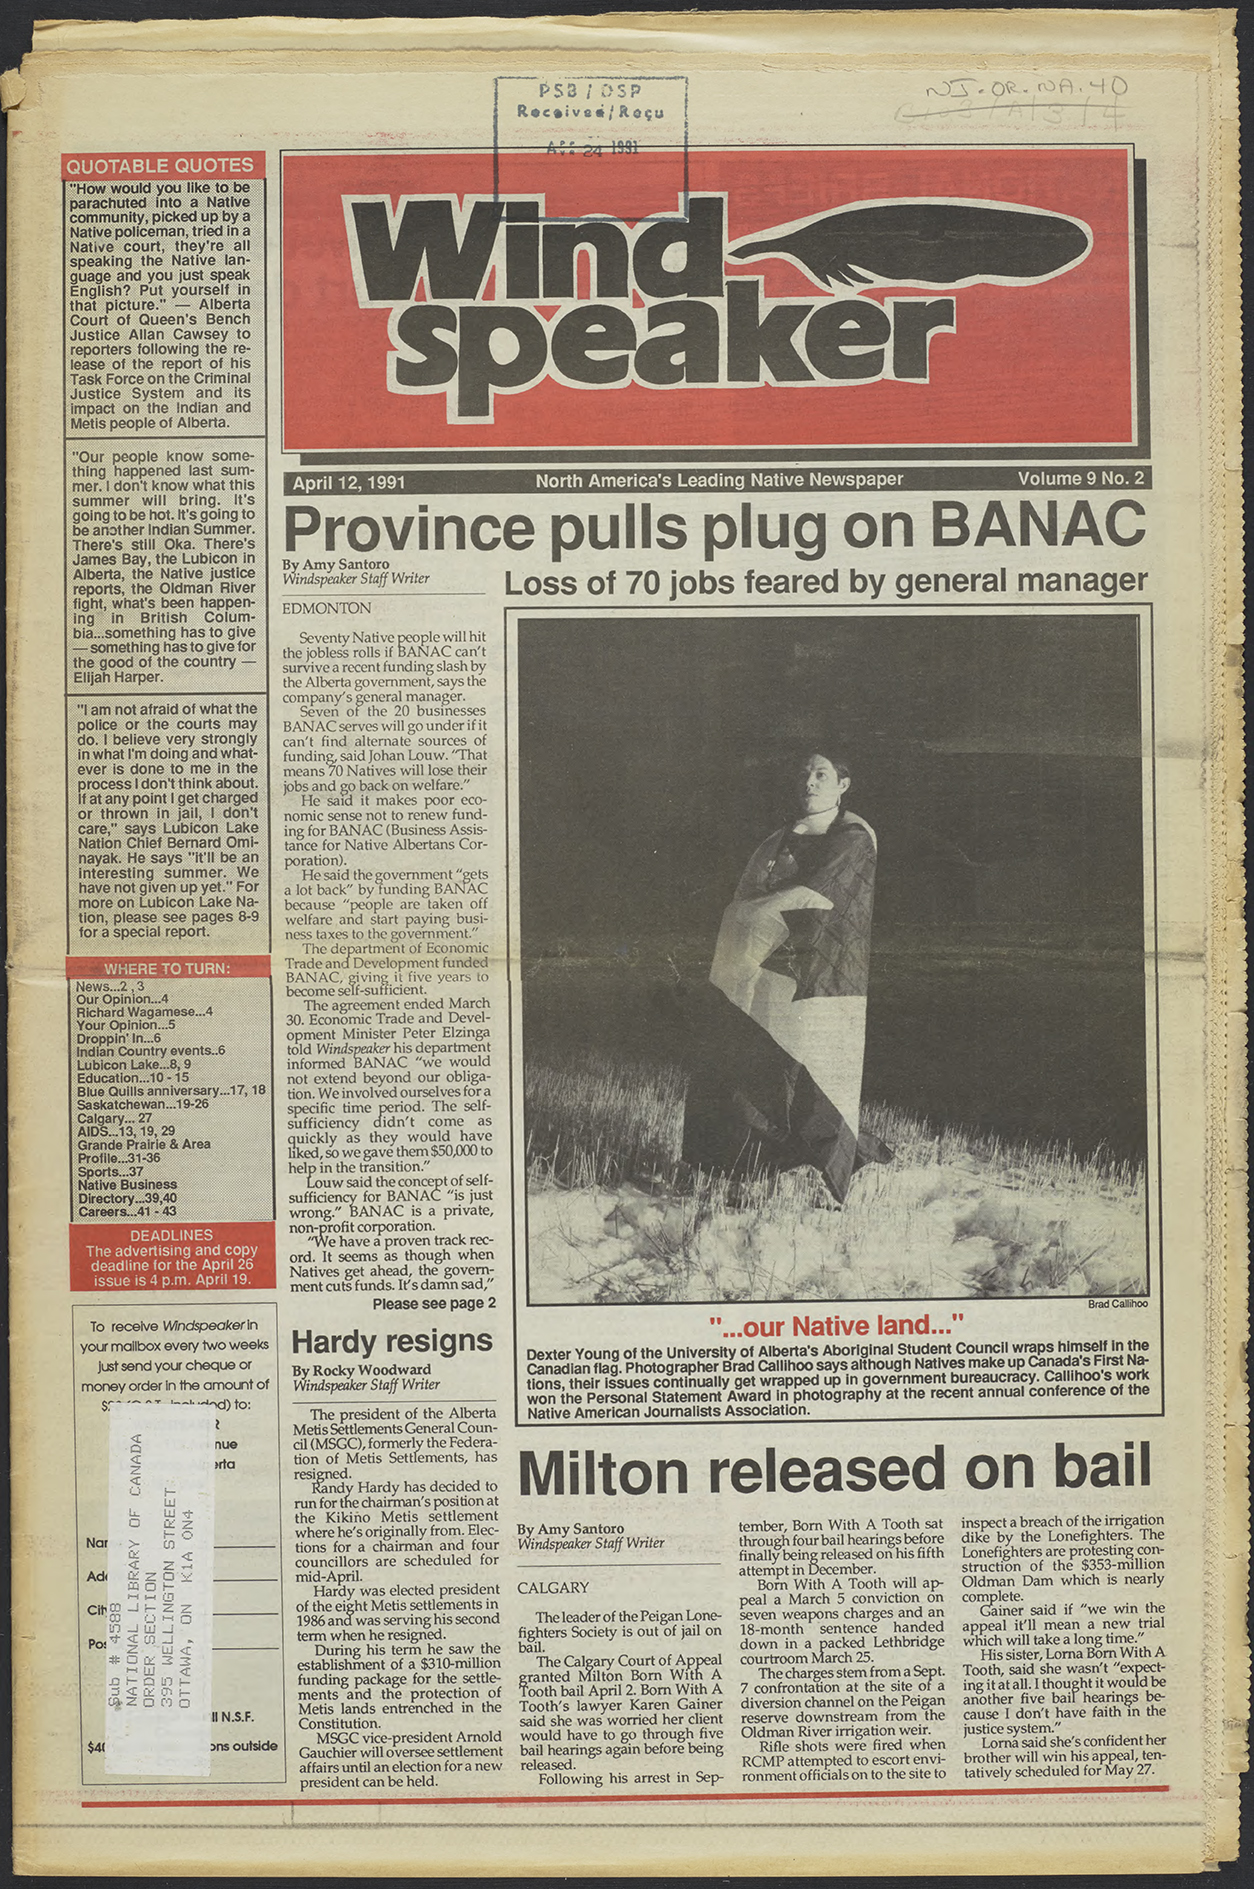 PSB / DSP
Received/Reçu
24 1991
NJ.OR.NA.40
QUOTABLE QUOTES
"How would you like to be
parachuted into a Native
community, picked up by a
Native policeman, tried in a
Native court, they're all
speaking the Native lan-
guage and you just speak
English? Put yourself in
that picture." — Alberta
Court of Queen's Bench
Justice Allan Cawsey to
reporters following the re-
lease of the report of his
Task Force on the Criminal
Justice System and its
impact on the Indian and
Metis people of Alberta.
"Our people know some-
thing happened last sum-
mer. I don't know what this
summer will bring. It's
going to be hot. It's going to
be another Indian Summer.
There's still Oka. There's
James Bay, the Lubicon in
Alberta, the Native justice
reports, the Oldman River
fight, what's been happen-
ing in British Colum-
bia...something has to give
— something has to give for
the good of the country —
Elijah Harper.
"I am not afraid of what the
police or the courts may
do. I believe very strongly
in what I'm doing and what-
ever is done to me in the
process I don't think about.
If at any point I get charged
or thrown in jail, I don't
care," says Lubicon Lake
Nation Chief Bernard Omi-
nayak. He says "it'll be an
interesting summer. We
have not given up yet." For
more on Lubicon Lake Na-
tion, please see pages 8-9
for a special report.
WHERE TO TURN:
News...2 ,3
Our Opinion...4
Richard Wagamese...4
Your Opinion...5
Droppin' In...6
Indian Country events..6
Lubicon Lake...8, 9
Education...10 - 15
Blue Quills anniversary...17, 18
Saskatchewan...19-26
Calgary... 27
AIDS...13, 19, 29
Grande Prairie & Area
Profile...31-36
Sports...37
Native Business
Directory...39,40
Careers...41 - 43
DEADLINES
The advertising and copy
deadline for the April 26
issue is 4 p.m. April 19.
To receive Windspeaker in
your mailbox every two weeks
just send your cheque or
money order in the amount of
d) to:
R
nue
rta
Nar
Add
City
Pos
ll N.S.F.
$40
ons outside
Sub # 4588
NATIONAL LIBRARY OF CANADA
ORDER SECTION
395 WELLINGTON STREET
OTTAWA, ON K1A 0N4
Wind
speaker
April 12, 1991 North America's Leading Native Newspaper Volume 9 No. 2
Province pulls plug on BANAC
Loss of 70 jobs feared by general manager
By Amy Santoro
Windspeaker Staff Writer
EDMONTON
Seventy Native people will hit
the jobless rolls if BANAC can't
survive a recent funding slash by
the Alberta government, says the
company's general manager.
Seven of the 20 businesses
BANAC serves will go under if it
can't find alternate sources of
funding, said Johan Louw. "That
means 70 Natives will lose their
jobs and go back on welfare."
He said it makes poor eco-
nomic sense not to renew fund-
ing for BANAC (Business Assis-
tance for Native Albertans Cor-
poration).
He said the government "gets
a lot back" by funding BANAC
because "people are taken off
welfare and start paying busi-
ness taxes to the government."
The department of Economic
Trade and Development funded
BANAC, giving it five years to
become self-sufficient.
The agreement ended March
30. Economic Trade and Devel-
opment Minister Peter Elzinga
told Windspeaker his department
informed BANAC "we would
not extend beyond our obliga-
tion. We involved ourselves for a
specific time period. The self-
sufficiency didn't come as
quickly as they would have
liked, so we gave them $50,000 to
help in the transition."
Louw said the concept of self-
sufficiency for BANAC "is just
wrong." BANAC is a private,
non-profit corporation.
"We have a proven track rec-
ord. It seems as though when
Natives get ahead, the govern-
ment cuts funds. It's damn sad,"
Please see page 2
Brad Callihoo
"...our Native land..."
Dexter Young of the University of Alberta's Aboriginal Student Council wraps himself in the
Canadian flag. Photographer Brad Callihoo says although Natives make up Canada's First Na-
tions, their issues continually get wrapped up in government bureaucracy. Callihoo's work
won the Personal Statement Award in photography at the recent annual conference of the
Native American Journalists Association.
Hardy resigns
By Rocky Woodward
Windspeaker Staff Writer
The president of the Alberta
Metis Settlements General Coun-
cil (MSGC), formerly the Federa-
tion of Metis Settlements, has
resigned.
Randy Hardy has decided to
run for the chairman's position at
the Kikino Metis settlement
where he's originally from. Elec-
tions for a chairman and four
councillors are scheduled for
mid-April.
Hardy was elected president
of the eight Metis settlements in
1986 and was serving his second
term when he resigned.
During his term he saw the
establishment of a $310-million
funding package for the settle-
ments and the protection of
Metis lands entrenched in the
Constitution.
MSGC vice-president Arnold
Gauchier will oversee settlement
affairs until an election for a new
president can be held.
Milton released on bail
By Amy Santoro
Windspeaker Staff Writer
CALGARY
The leader of the Peigan Lone-
fighters Society is out of jail on
bail.
The Calgary Court of Appeal
granted Milton Born With A
Tooth bail April 2. Born With A
Tooth's lawyer Karen Gainer
said she was worried her client
would have to go through five
bail hearings again before being
released.
Following his arrest in Sep-
tember, Born With A Tooth sat
through four bail hearings before
finally being released on his fifth
attempt in December.
Born With A Tooth will ap-
peal a March 5 conviction on
seven weapons charges and an
18-month sentence handed
down in a packed Lethbridge
courtroom March 25.
The charges stem from a Sept.
7 confrontation at the site of a
diversion channel on the Peigan
reserve downstream from the
Oldman River irrigation weir.
Rifle shots were fired when
RCMP attempted to escort envi-
ronment officials on to the site to
inspect a breach of the irrigation
dike by the Lonefighters. The
Lonefighters are protesting con-
struction of the $353-million
Oldman Dam which is nearly
complete.
Gainer said if "we win the
appeal it'll mean a new trial
which will take a long time."
His sister, Lorna Born With A
Tooth, said she wasn't "expect-
ing it at all. I thought it would be
another five bail hearings be-
cause I don't have faith in the
justice system."
Lorna said she's confident her
brother will win his appeal, ten-
tatively scheduled for May 27.